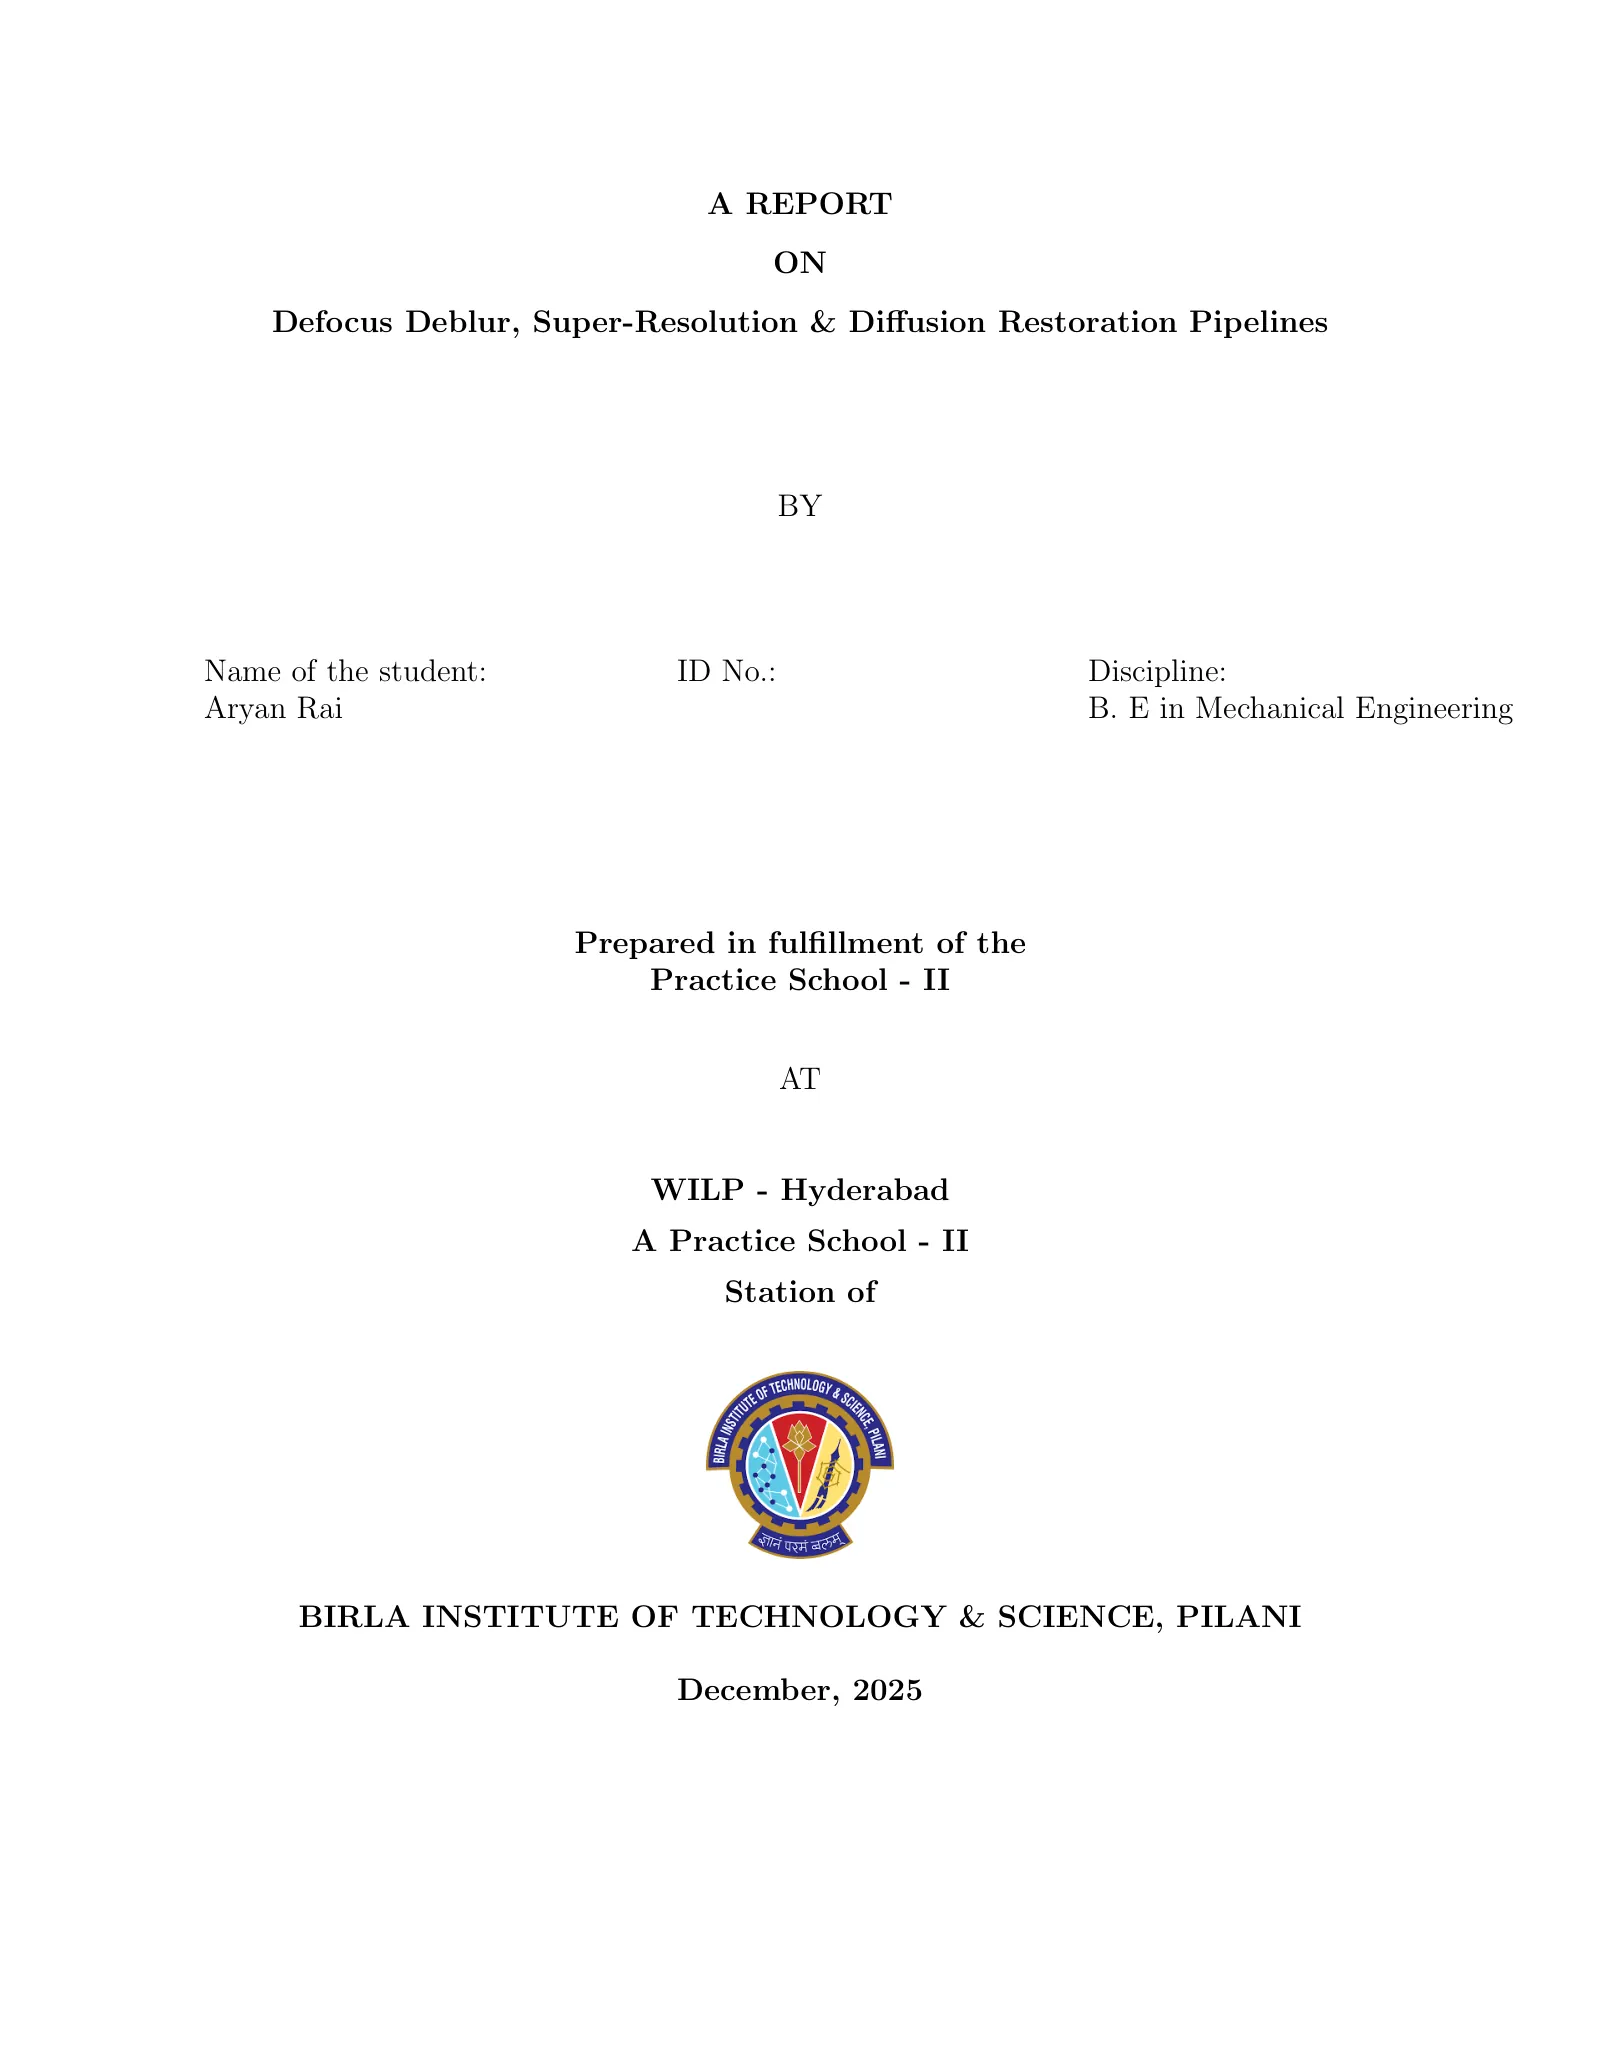 A REPORT
ON
Defocus Deblur, Super-Resolution & Diffusion Restoration Pipelines
BY
Name of the student: ID No.: Discipline:
Aryan Rai B. E in Mechanical Engineering
Prepared in fulfillment of the
Practice School - II
AT
WILP - Hyderabad
A Practice School - II
Station of
BIRLA INSTITUTE OF TECHNOLOGY & SCIENCE, PILANI
ज्ञानं परमं बलम्
BIRLA INSTITUTE OF TECHNOLOGY & SCIENCE, PILANI
December, 2025